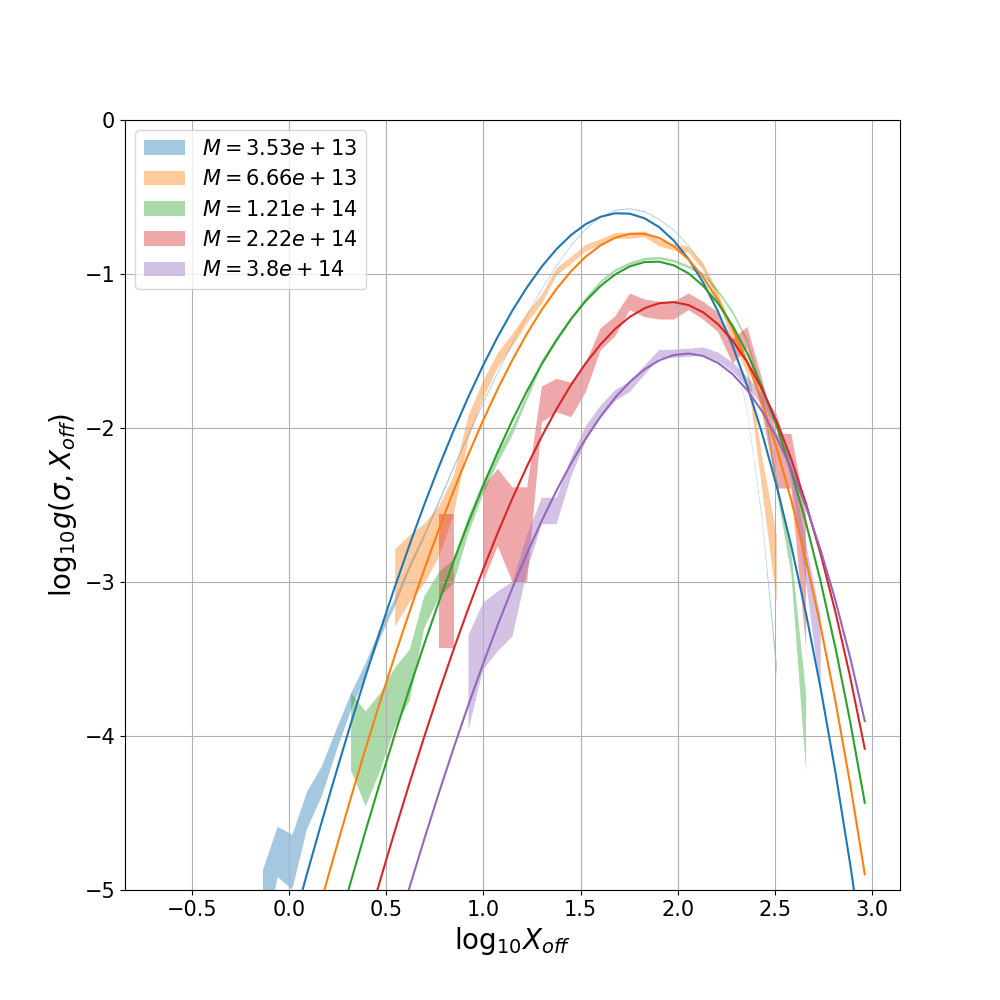 0
−1
−2
−3
−4
−5
log₁₀g(σ, X_off)
M = 3.53e + 13
M = 6.66e + 13
M = 1.21e + 14
M = 2.22e + 14
M = 3.8e + 14
−0.5 0.0 0.5 1.0 1.5 2.0 2.5 3.0
log₁₀X_off